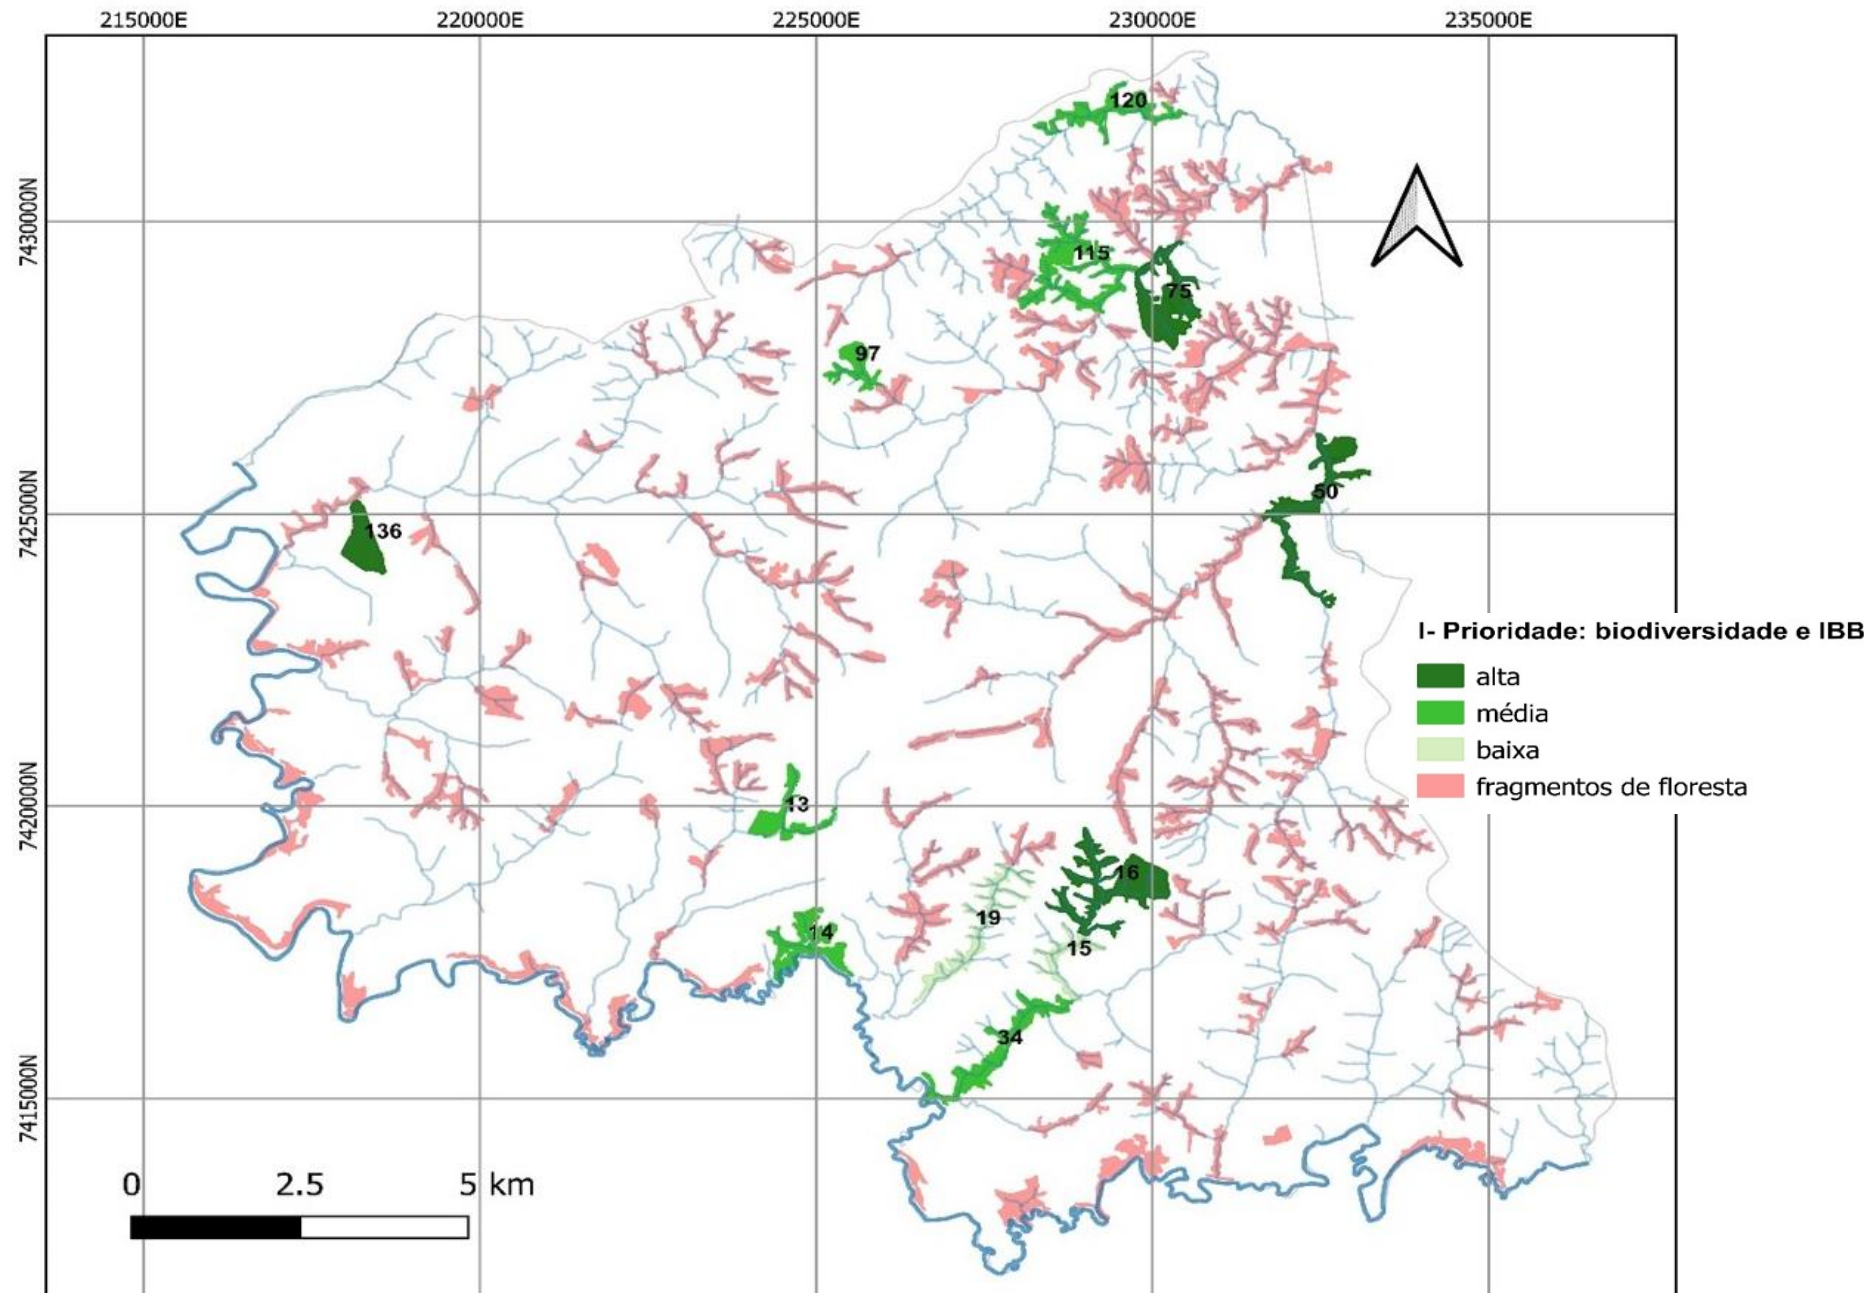 215000E 220000E 225000E 230000E 235000E
120
7430000N
115
75
97
50
7425000N
136
I- Prioridade: biodiversidade e IBB
alta
média
baixa
fragmentos de floresta
13
7420000N
16
19
14
15
34
7415000N
0 2.5 5 km